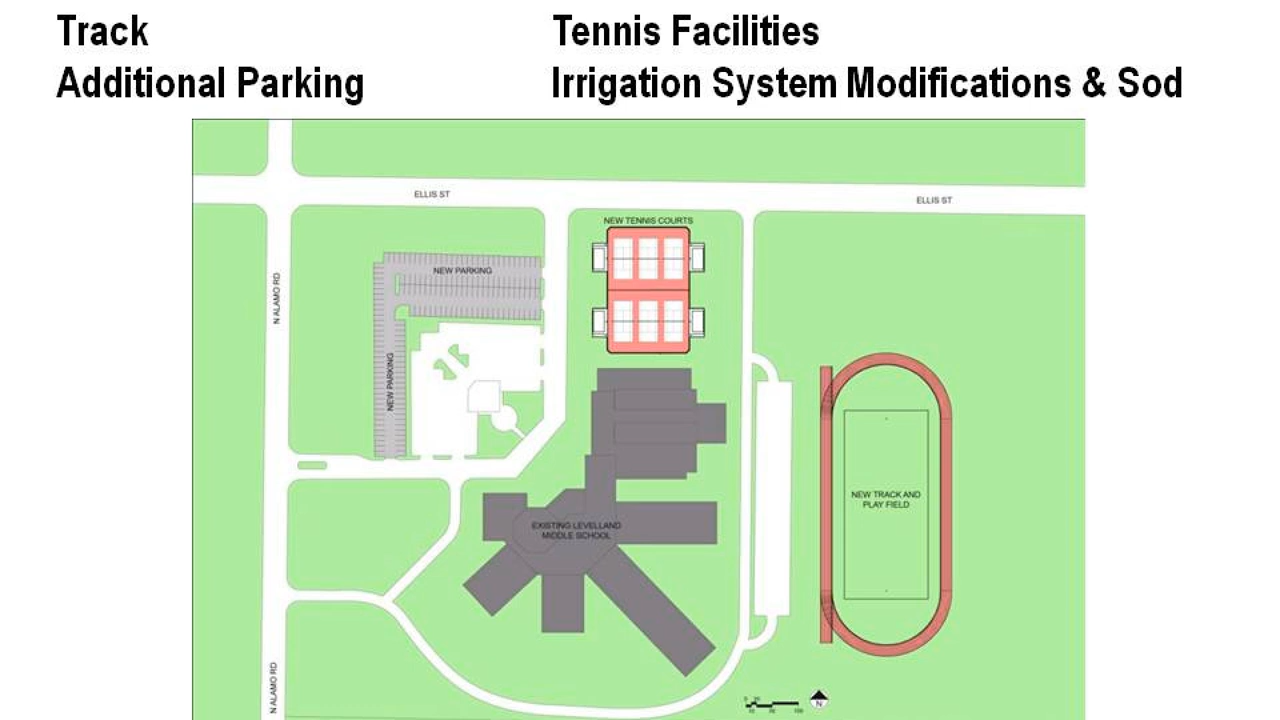 Track
Tennis Facilities
Additional Parking
Irrigation System Modifications & Sod
ELLIS ST
ELLIS ST
NEW TENNIS COURTS
NEW PARKING
N ALAMO RD
NEW PARKING
NEW TRACK AND
PLAY FIELD
EXISTING LEVELLAND
MIDDLE SCHOOL
N ALAMO RD
N